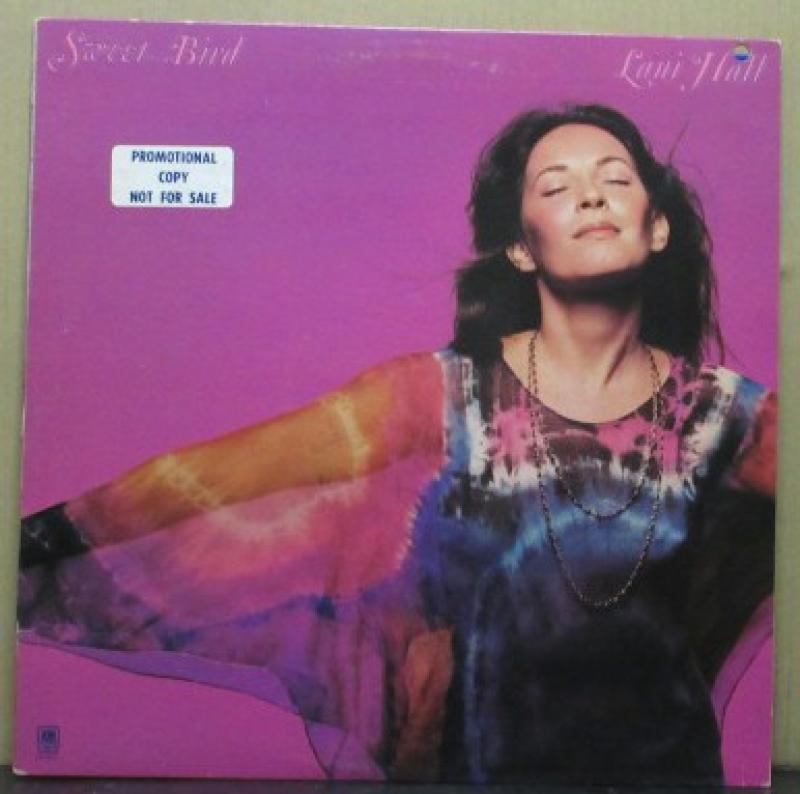 Sweet Bird
Lani Hall
PROMOTIONAL
COPY
NOT FOR SALE